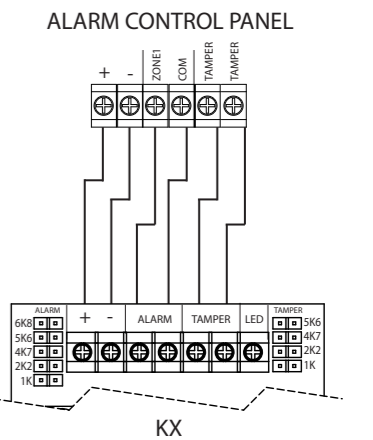 ALARM CONTROL PANEL
+ - ZONE1 COM TAMPER TAMPER
ALARM TAMPER
+ - ALARM TAMPER LED
6K8 5K6
5K6 4K7
4K7 2K2
2K2 1K
1K
KX